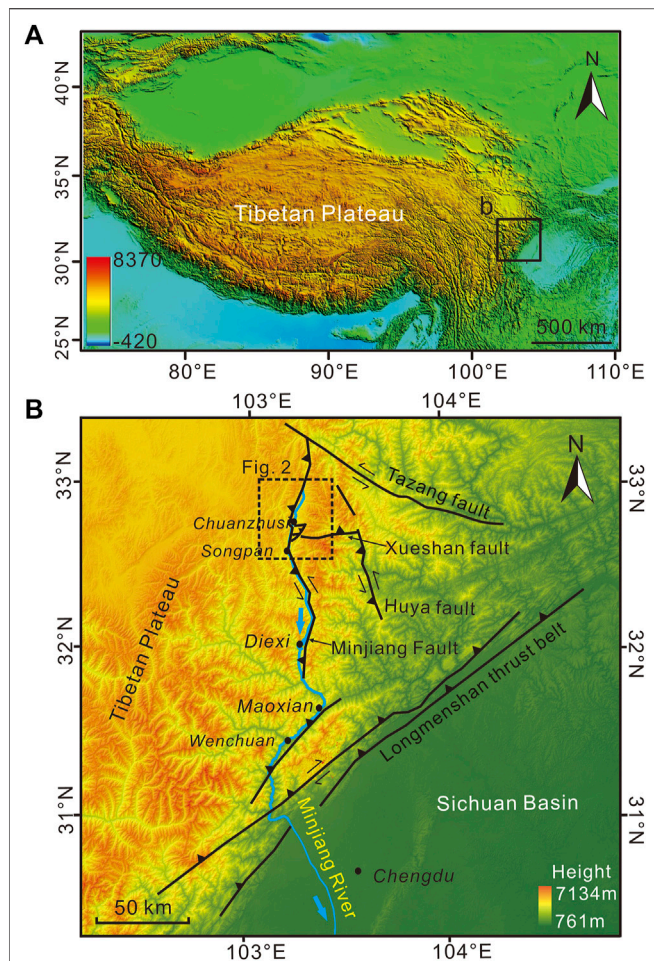 A
N
40°N
35°N
30°N
25°N
Tibetan Plateau
b
8370
-420
500 km
80°E
90°E
100°E
110°E
B
103°E
104°E
N
33°N
33°N
Fig. 2
Tazang fault
Chuanzhusi
Xueshan fault
Songpan
Huya fault
Tibetan Plateau
32°N
32°N
Diexi
Minjiang Fault
Longmenshan thrust belt
Maoxian
Wenchuan
31°N
31°N
Sichuan Basin
Minjiang River
Chengdu
Height
7134m
761m
50 km
103°E
104°E